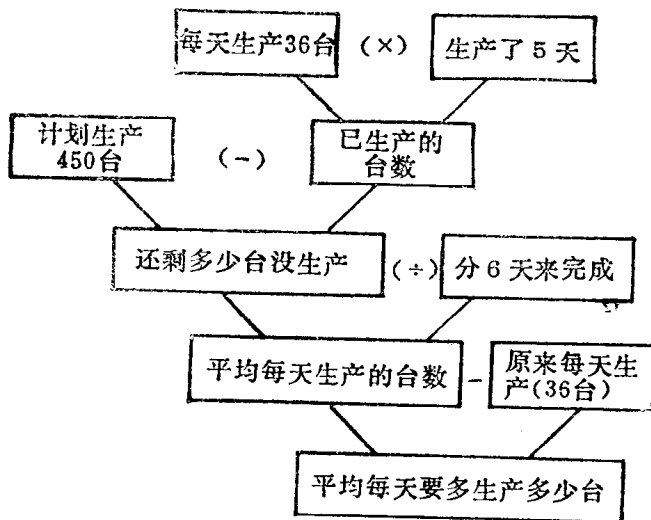 每天生产36台 (×) 生产了5天
计划生产
450台
(-)
已生产的
台数
还剩多少台没生产 (÷) 分6天来完成
平均每天生产的台数 -
原来每天生
产(36台)
平均每天要多生产多少台